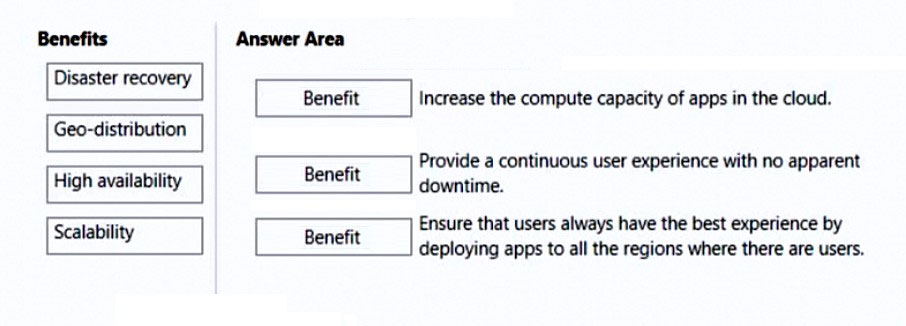 Benefits
Disaster recovery
Geo-distribution
High availability
Scalability
Answer Area
Benefit
Increase the compute capacity of apps in the cloud.
Benefit
Provide a continuous user experience with no apparent
downtime.
Benefit
Ensure that users always have the best experience by
deploying apps to all the regions where there are users.